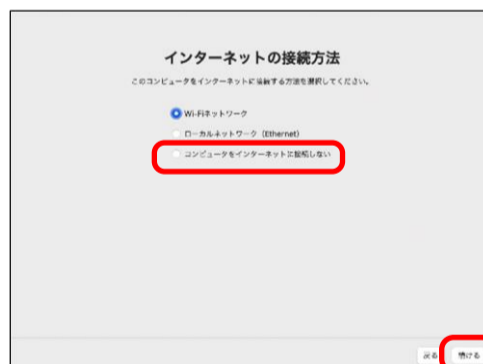 インターネットの接続方法
このコンピュータをインターネットに接続する方法を選択してください。
Wi-Fiネットワーク
ローカルネットワーク（Ethernet）
コンピュータをインターネットに接続しない
戻る
続ける